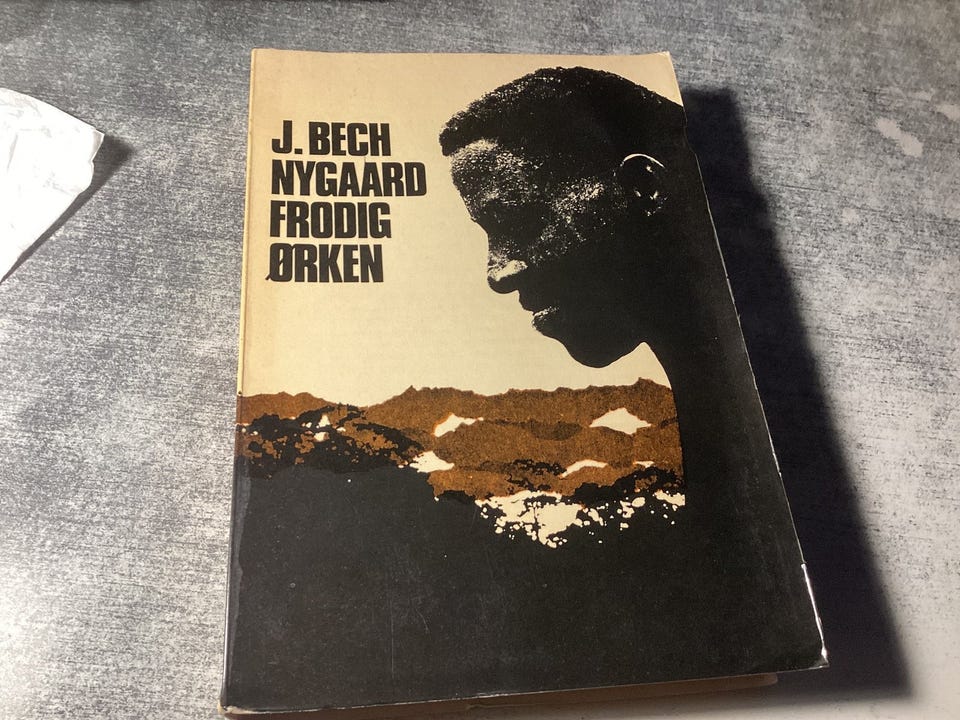 J. BECH
NYGAARD
FRODIG
ØRKEN